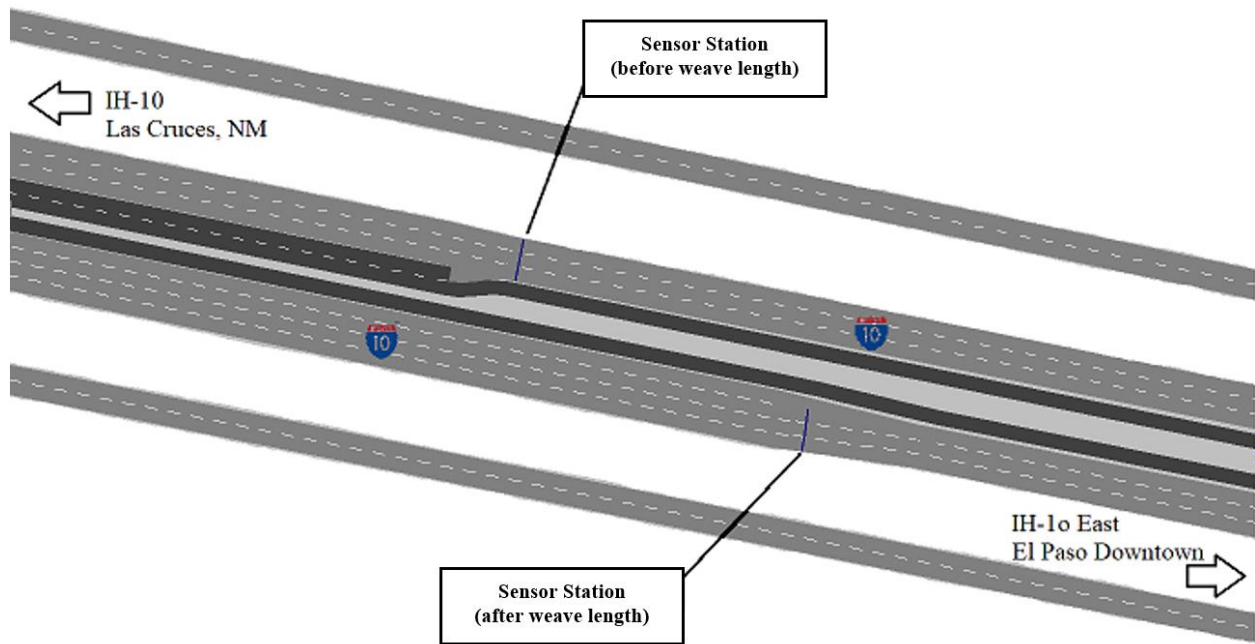 Sensor Station
(before weave length)
IH-10
Las Cruces, NM
10
10
IH-1o East
El Paso Downtown
Sensor Station
(after weave length)